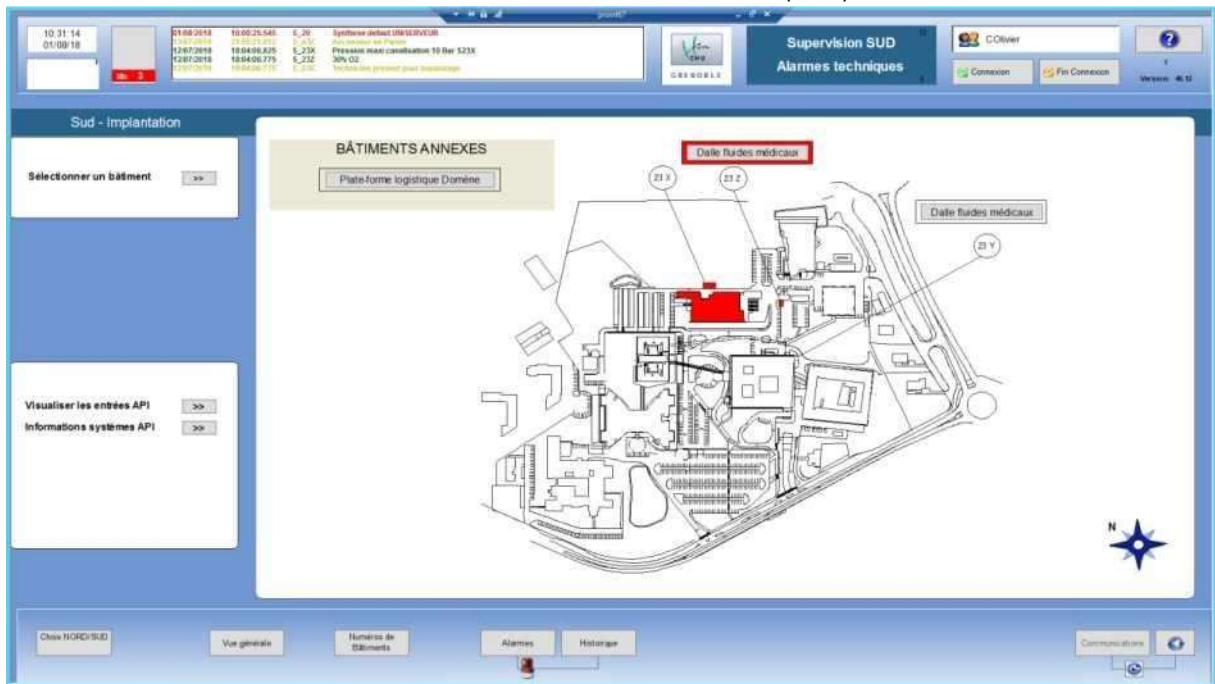 10:31:14
01/08/18
01/08/2018 10:00:25,545 S_20 Synthese defaut UNISERVEUR
12/07/2018 18:04:06,825 S_23X Pression maxi canalisation 10 Bar S23X
12/07/2018 18:04:06,775 S_23Z 30% O2
GRENOBLE
Supervision SUD
Alarmes techniques
COlivier
Connexion
Fin Connexion
?
Sud - Implantation
Sélectionner un bâtiment >>
Visualiser les entrées API >>
Informations systèmes API >>
BÂTIMENTS ANNEXES
Plate-forme logistique Domène
Dalle fluides médicaux
23 X
23 Z
Dalle fluides médicaux
23 Y
N
Choix NORD/SUD
Vue générale
Numéros de
Bâtiments
Alarmes
Historique
Communications